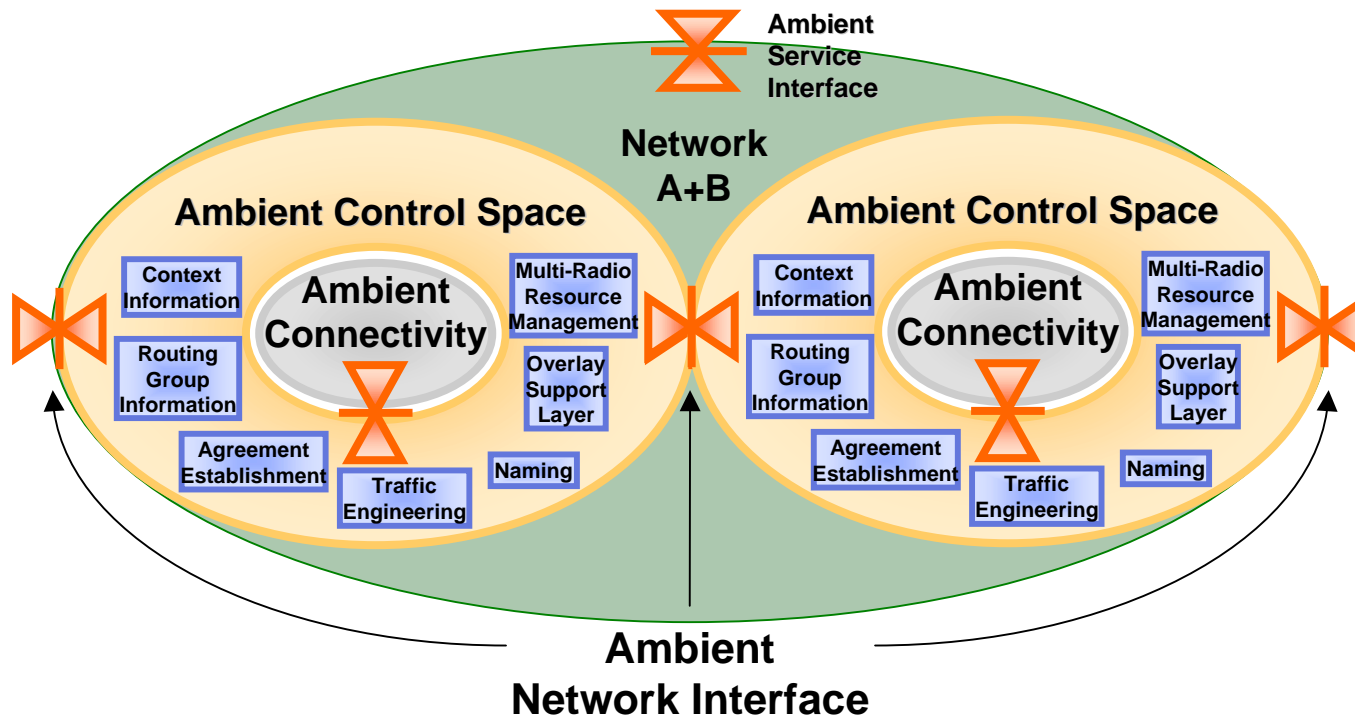 Ambient
Service
Interface
Network
A+B
Ambient Control Space
Context
Information
Multi-Radio
Resource
Management
Ambient
Connectivity
Routing
Group
Information
Overlay
Support
Layer
Agreement
Establishment
Traffic
Engineering
Naming
Ambient Control Space
Context
Information
Multi-Radio
Resource
Management
Ambient
Connectivity
Routing
Group
Information
Overlay
Support
Layer
Agreement
Establishment
Traffic
Engineering
Naming
Ambient
Network Interface